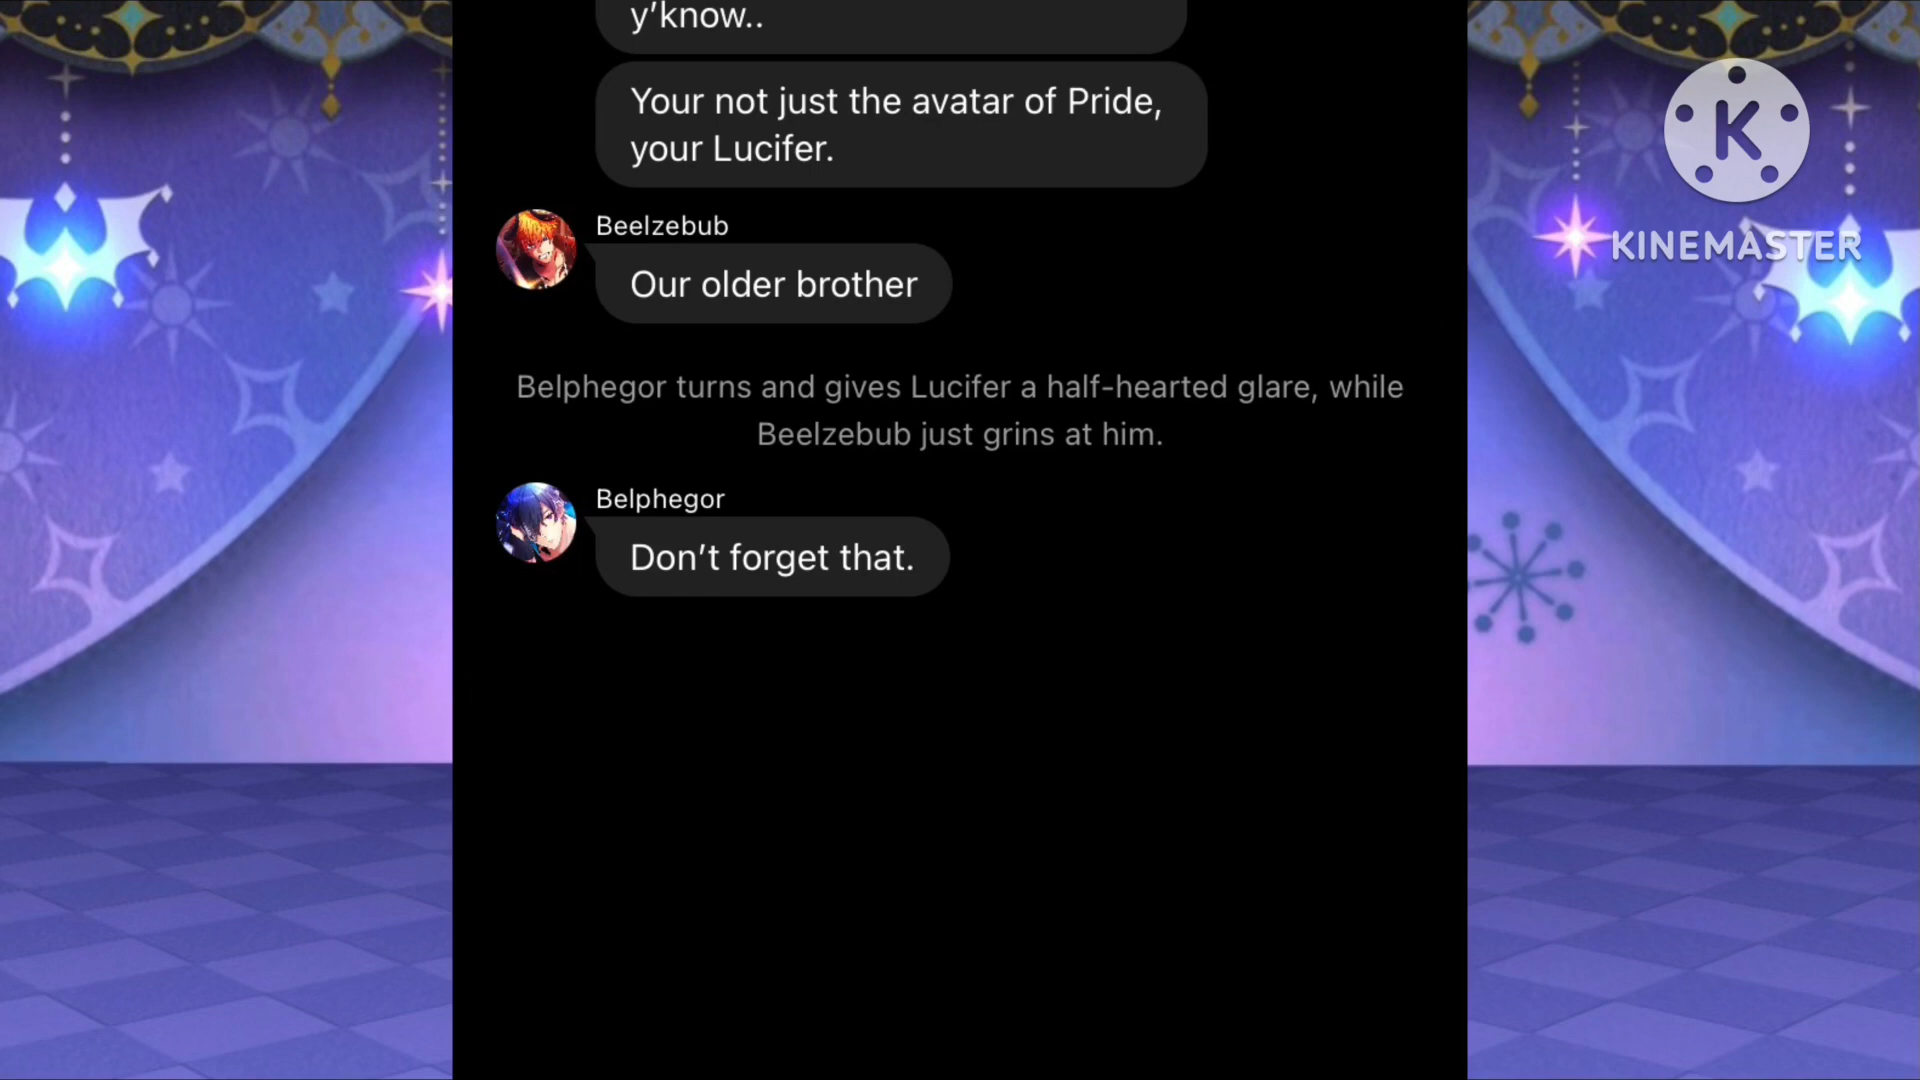 y’know..
Your not just the avatar of Pride,
your Lucifer.
K
KINEMASTER
Beelzebub
Our older brother
Belphegor turns and gives Lucifer a half-hearted glare, while
Beelzebub just grins at him.
Belphegor
Don’t forget that.